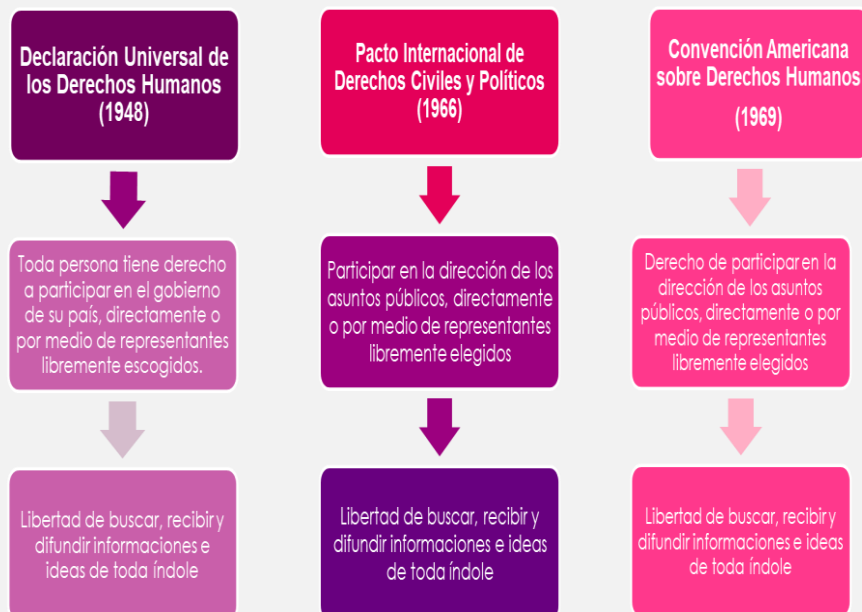 Declaración Universal de
los Derechos Humanos
(1948)
Toda persona tiene derecho
a participar en el gobierno
de su país, directamente o
por medio de representantes
libremente escogidos.
Libertad de buscar, recibir y
difundir informaciones e
ideas de toda índole
Pacto Internacional de
Derechos Civiles y Políticos
(1966)
Participar en la dirección de los
asuntos públicos, directamente
o por medio de representantes
libremente elegidos
Libertad de buscar, recibir y
difundir informaciones e ideas
de toda índole
Convención Americana
sobre Derechos Humanos
(1969)
Derecho de participar en la
dirección de los asuntos
públicos, directamente o por
medio de representantes
libremente elegidos
Libertad de buscar, recibir y
difundir informaciones e ideas
de toda índole